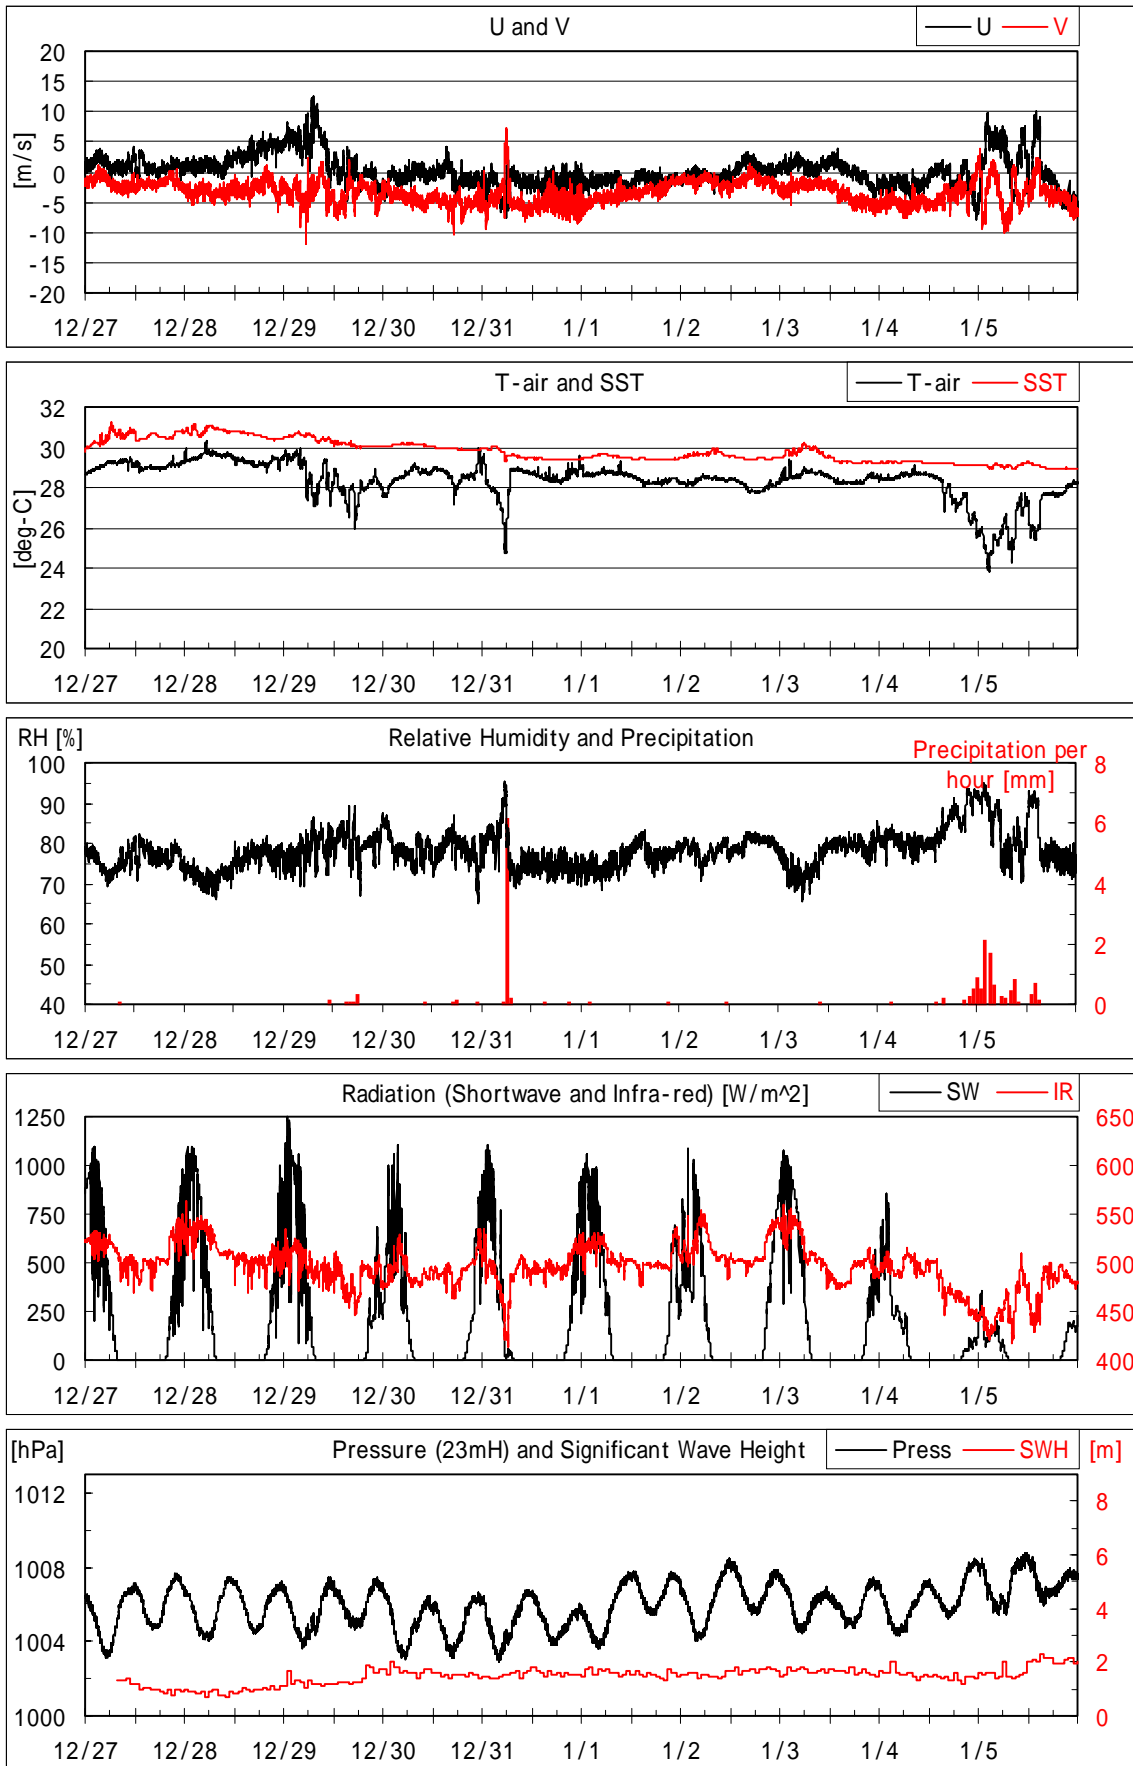 U and V
U V
20
15
10
5
0
-5
-10
-15
-20
[m/s]
12/27 12/28 12/29 12/30 12/31 1/1 1/2 1/3 1/4 1/5
T-air and SST
T-air SST
32
30
28
26
24
22
20
[deg-C]
12/27 12/28 12/29 12/30 12/31 1/1 1/2 1/3 1/4 1/5
RH [%]
Relative Humidity and Precipitation
Precipitation per
hour [mm]
100
90
80
70
60
50
40
8
6
4
2
0
12/27 12/28 12/29 12/30 12/31 1/1 1/2 1/3 1/4 1/5
Radiation (Shortwave and Infra-red) [W/m^2]
SW IR
1250
1000
750
500
250
0
650
600
550
500
450
400
12/27 12/28 12/29 12/30 12/31 1/1 1/2 1/3 1/4 1/5
[hPa]
Pressure (23mH) and Significant Wave Height
Press SWH
[m]
1012
1008
1004
1000
8
6
4
2
0
12/27 12/28 12/29 12/30 12/31 1/1 1/2 1/3 1/4 1/5